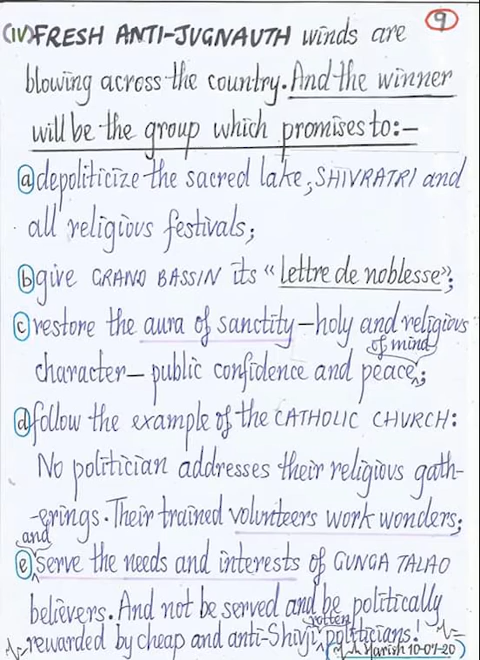 9
(IV) FRESH ANTI-JUGNAUTH winds are
blowing across the country. And the winner
will be the group which promises to:-
(a) depoliticize the sacred lake, SHIVRATRI and
all religious festivals;
(b) give GRAND BASSIN its "lettre de noblesse";
(c) restore the aura of sanctity-holy and religious
of mind
character-public confidence and peace^;
(d) follow the example of the CATHOLIC CHURCH:
No politician addresses their religious gath-
-erings. Their trained volunteers work wonders;
and
(e)^serve the needs and interests of GUNGA TALAO
believers. And not be served and be politically
rotten
rewarded by cheap and anti-Shivji^politicians!
Harish 10-07-20